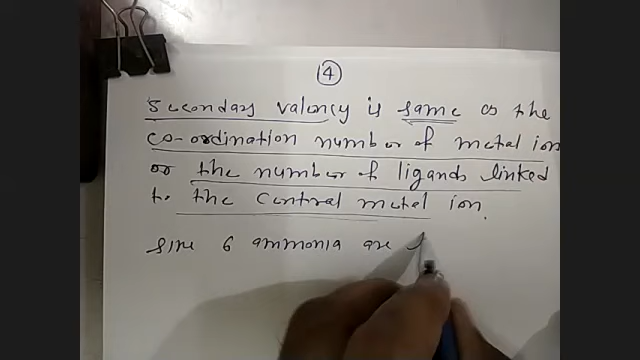 4
Secondary valency is same as the
co-ordination number of metal ion
or the number of ligands linked
to the central metal ion.
Sine 6 ammonia are